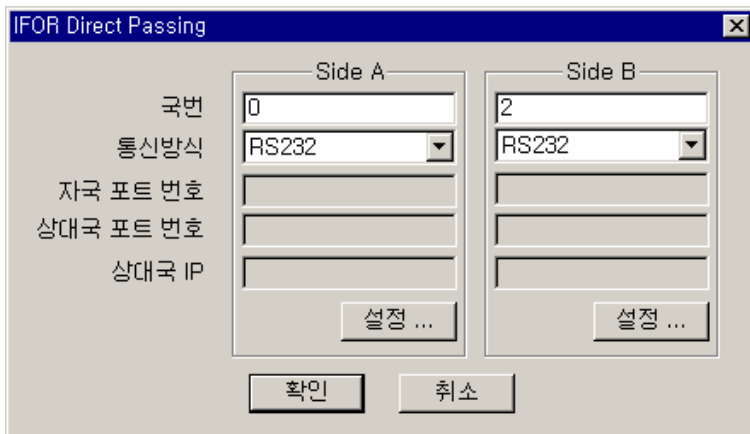 IFOR Direct Passing
Side A Side B
국번 0 2
통신방식 RS232 RS232
자국 포트 번호
상대국 포트 번호
상대국 IP
설정 ... 설정 ...
확인 취소